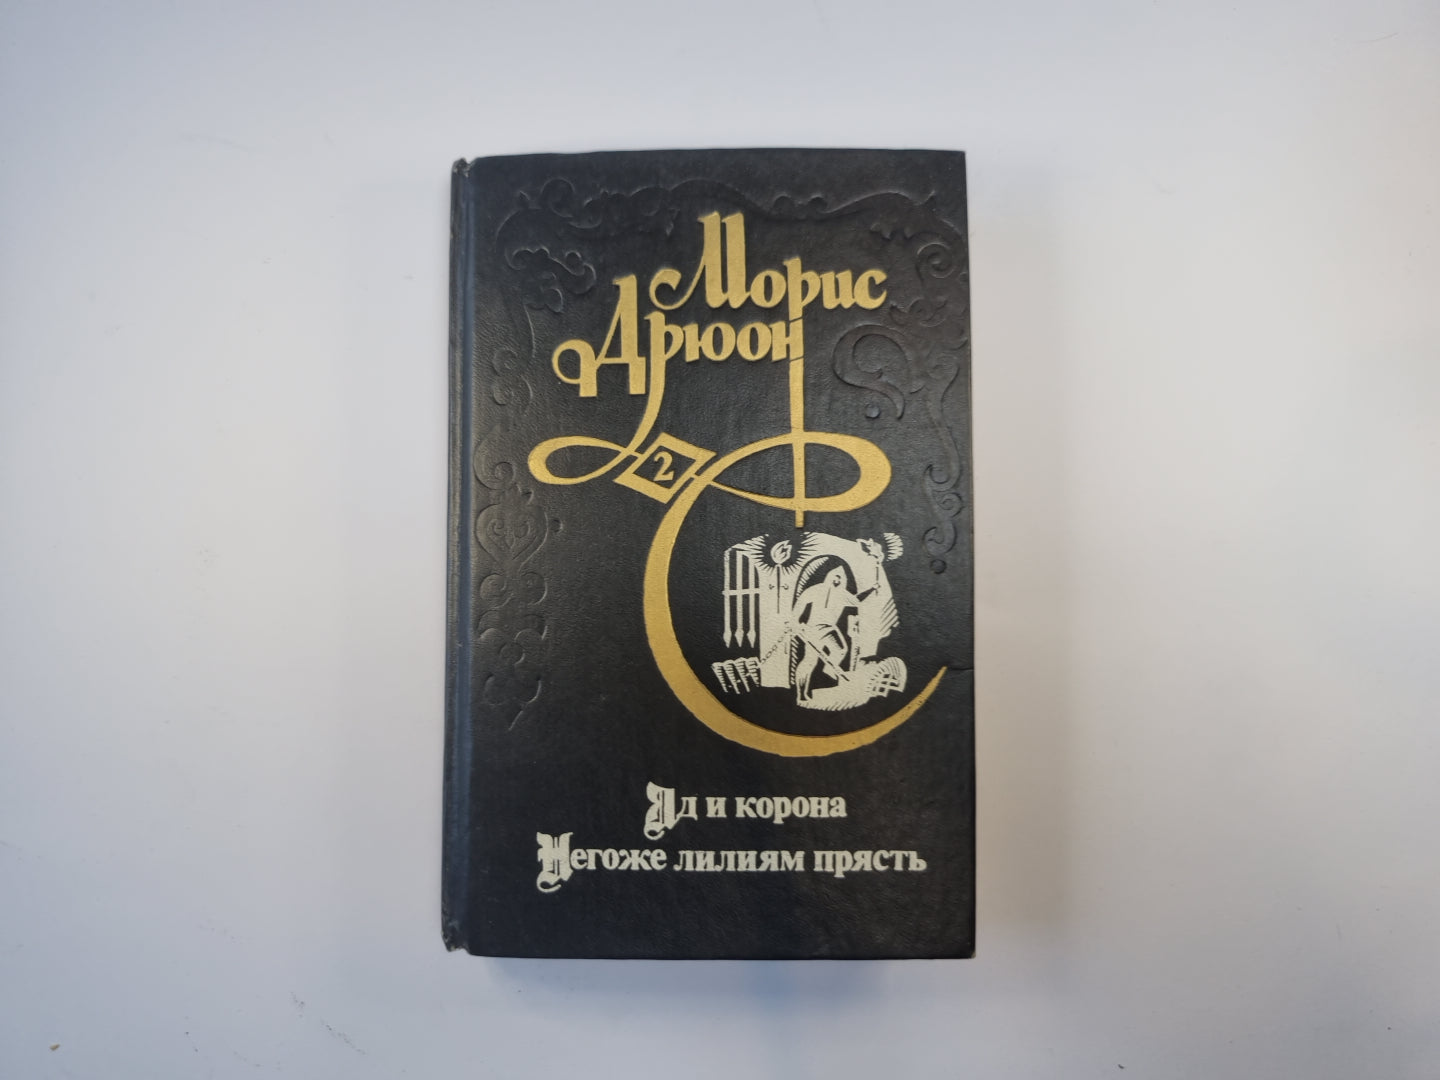 Морис
Дрюон
2
Яд и корона
Негоже лилиям прясть